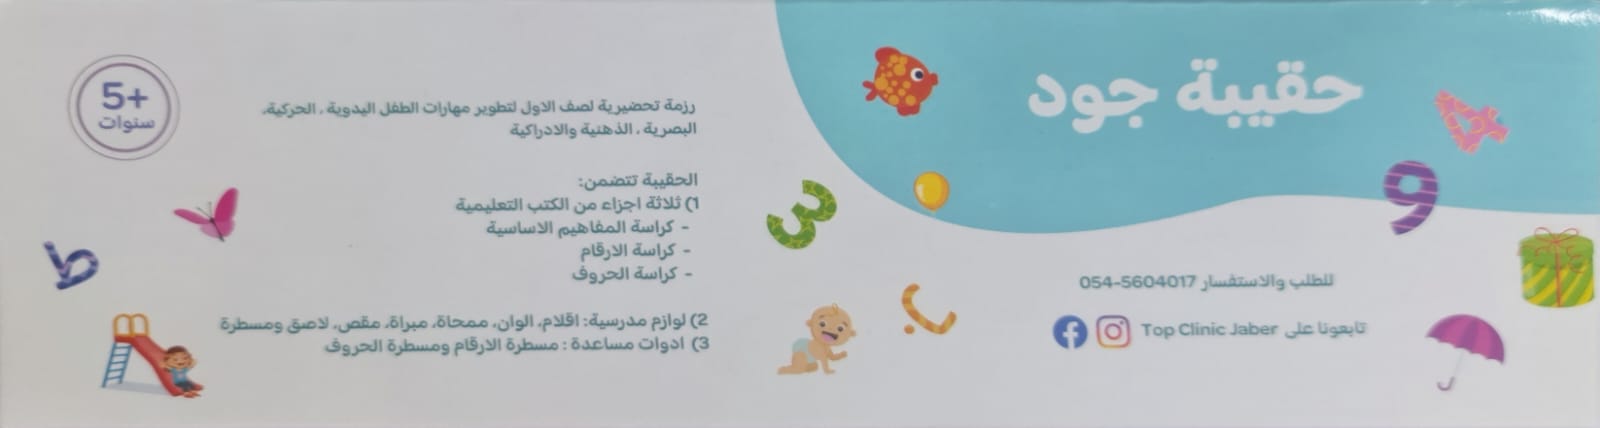 حقيبة جود
للطلب والاستفسار 054-5604017
تابعونا على Top Clinic Jaber
+5
سنوات
رزمة تحضيرية لصف الاول لتطوير مهارات الطفل اليدوية ، الحركية،
البصرية ، الذهنية والادراكية
الحقيبة تتضمن:
1) ثلاثة اجزاء من الكتب التعليمية
- كراسة المفاهيم الاساسية
- كراسة الارقام
- كراسة الحروف
2) لوازم مدرسية: اقلام، الوان، ممحاة، مبراة، مقص، لاصق ومسطرة
3) ادوات مساعدة : مسطرة الارقام ومسطرة الحروف
4
9
3
ب
ط